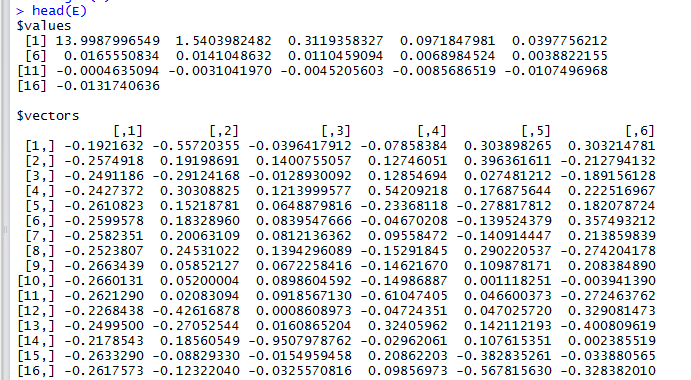 > head(E)
$values
[1] 13.9987996549 1.5403982482 0.3119358327 0.0971847981 0.0397756212
[6] 0.0165550834 0.0141048632 0.0110459094 0.0068984524 0.0038822155
[11] -0.0004635094 -0.0031041970 -0.0045205603 -0.0085686519 -0.0107496968
[16] -0.0131740636
$vectors
[,1] [,2] [,3] [,4] [,5] [,6]
[1,] -0.1921632 -0.55720355 -0.0396417912 -0.07858384 0.303898265 0.303214781
[2,] -0.2574918 0.19198691 0.1400755057 0.12746051 0.396361611 -0.212794132
[3,] -0.2491186 -0.29124168 -0.0128930092 0.12854694 0.027481212 -0.189156128
[4,] -0.2427372 0.30308825 0.1213999577 0.54209218 0.176875644 0.222516967
[5,] -0.2610823 0.15218781 0.0648879816 -0.23368118 -0.278817812 0.182078724
[6,] -0.2599578 0.18328960 0.0839547666 -0.04670208 -0.139524379 0.357493212
[7,] -0.2582351 0.20063109 0.0812136362 0.09558472 -0.140914447 0.213859839
[8,] -0.2523807 0.24531022 0.1394296089 -0.15291845 0.290220537 -0.274204178
[9,] -0.2663439 0.05852127 0.0672258416 -0.14621670 0.109878171 0.208384890
[10,] -0.2660131 0.05200004 0.0898604592 -0.14986887 0.001118251 -0.003941390
[11,] -0.2621290 0.02083094 0.0918567130 -0.61047405 0.046600373 -0.272463762
[12,] -0.2268438 -0.42616878 0.0008608973 -0.04724351 0.047025720 0.329081473
[13,] -0.2499500 -0.27052544 0.0160865204 0.32405962 0.142112193 -0.400809619
[14,] -0.2178543 0.18560549 -0.9507978762 -0.02962061 0.107615351 0.002385519
[15,] -0.2633290 -0.08829330 -0.0154959458 0.20862203 -0.382835261 -0.033880565
[16,] -0.2617573 -0.12322040 -0.0325570816 0.09856973 -0.567815630 -0.328382010